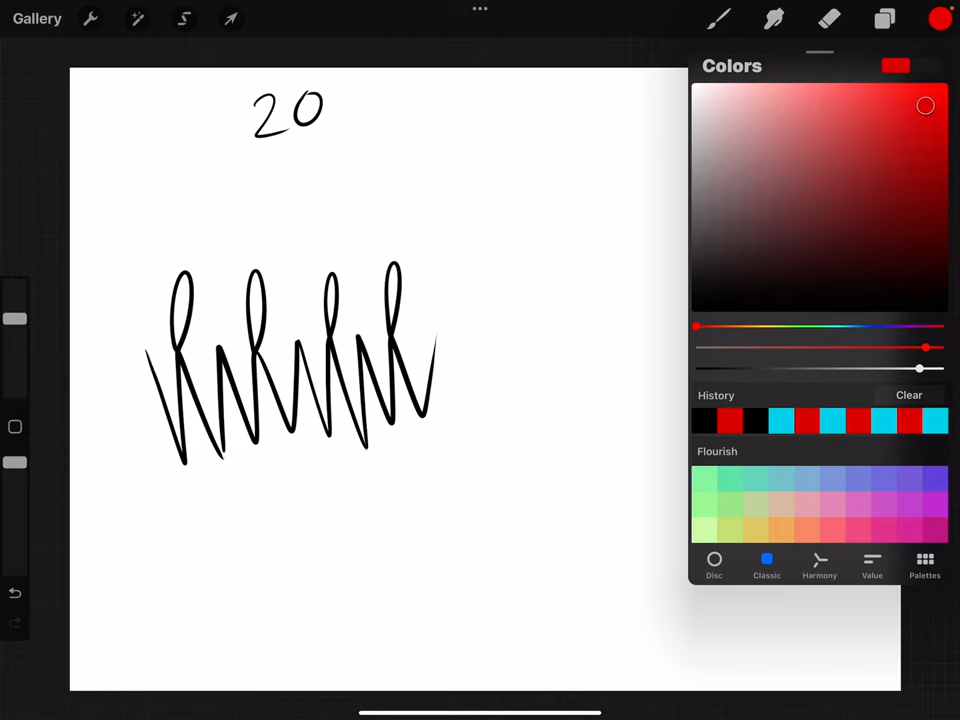 Gallery
Colors
20
History
Clear
Flourish
Disc
Classic
Harmony
Value
Palettes